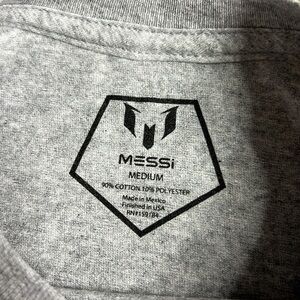 MESSi
MEDIUM
90% COTTON 10% POLYESTER
Made in Mexico
Finished in USA